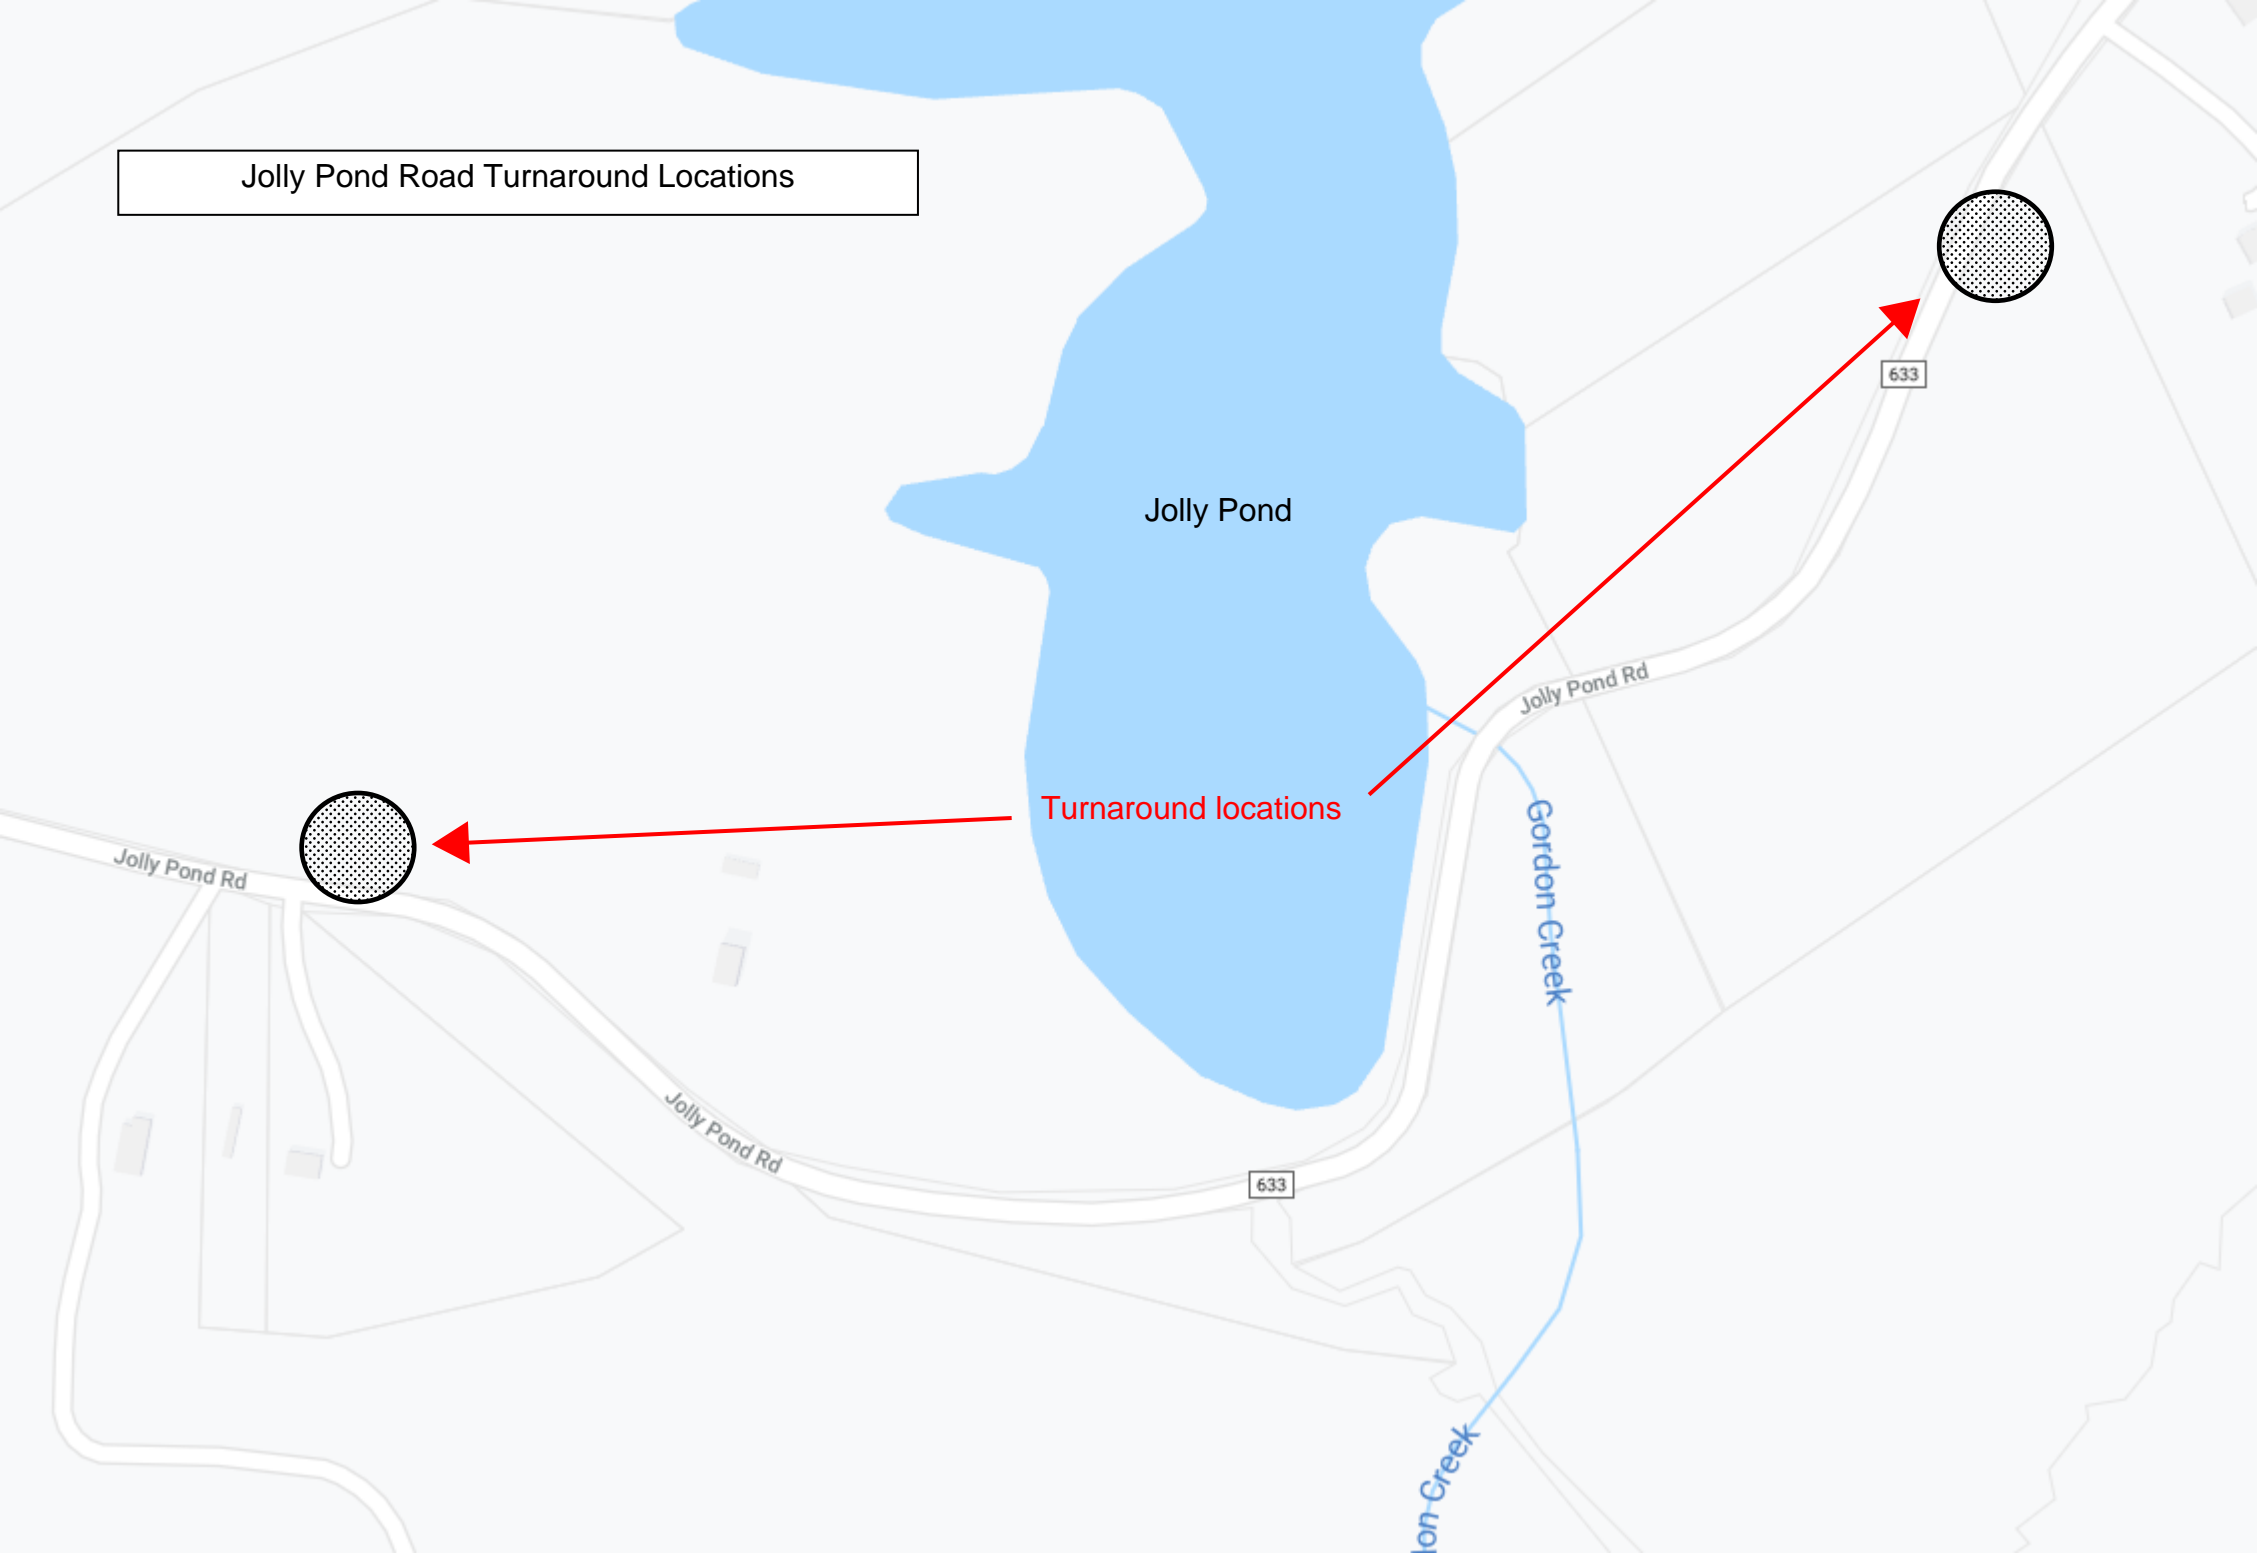 Jolly Pond Road Turnaround Locations
633
Jolly Pond
Jolly Pond Rd
Turnaround locations
Gordon Creek
Jolly Pond Rd
Jolly Pond Rd
633
Creek